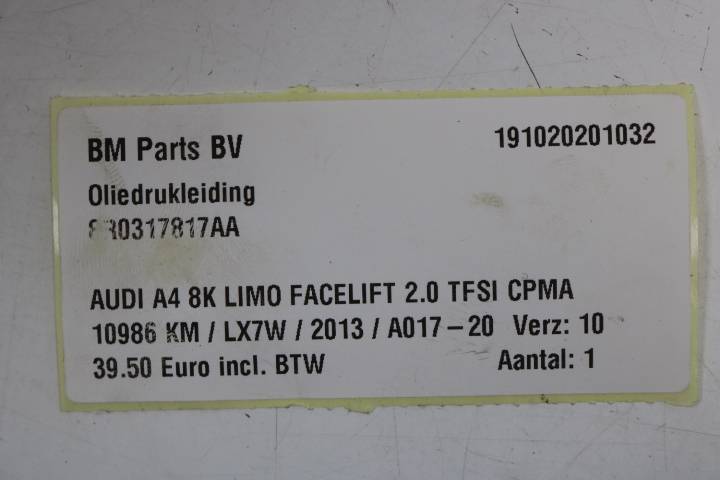 BM Parts BV 191020201032
Oliedrukleiding
8R0317817AA
AUDI A4 8K LIMO FACELIFT 2.0 TFSI CPMA
10986 KM / LX7W / 2013 / A017-20 Verz: 10
39.50 Euro incl. BTW Aantal: 1